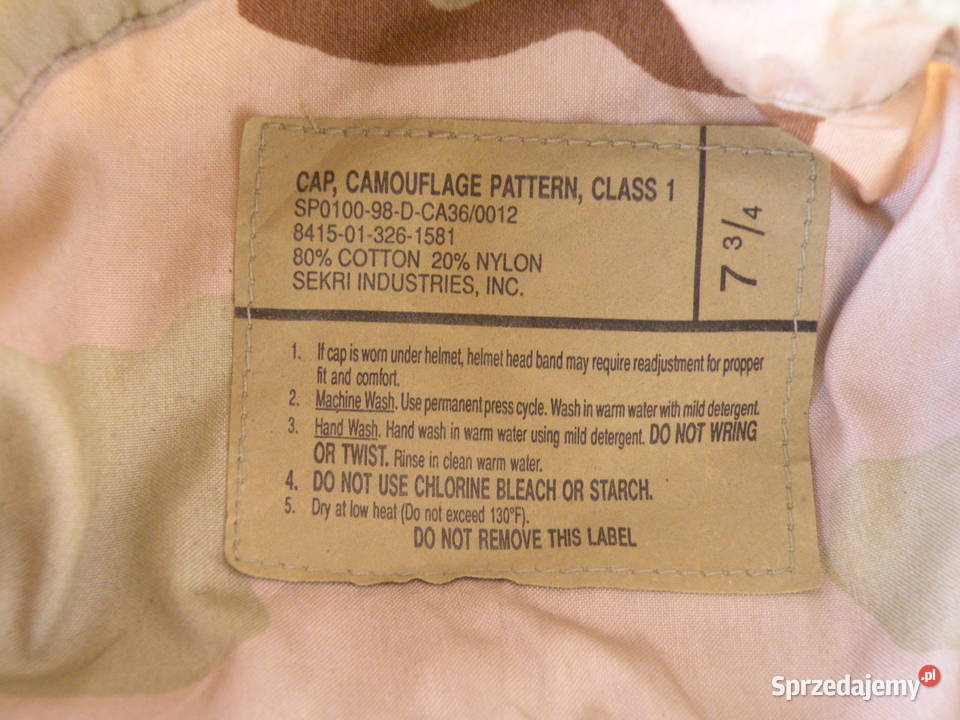 CAP, CAMOUFLAGE PATTERN, CLASS 1
SP0100-98-D-CA36/0012
8415-01-326-1581
80% COTTON 20% NYLON
SEKRI INDUSTRIES, INC.
7 3/4
1. If cap is worn under helmet, helmet head band may require readjustment for propper
fit and comfort.
2. Machine Wash. Use permanent press cycle. Wash in warm water with mild detergent.
3. Hand Wash. Hand wash in warm water using mild detergent. DO NOT WRING
OR TWIST. Rinse in clean warm water.
4. DO NOT USE CHLORINE BLEACH OR STARCH.
5. Dry at low heat (Do not exceed 130°F).
DO NOT REMOVE THIS LABEL
Sprzedajemy.pl